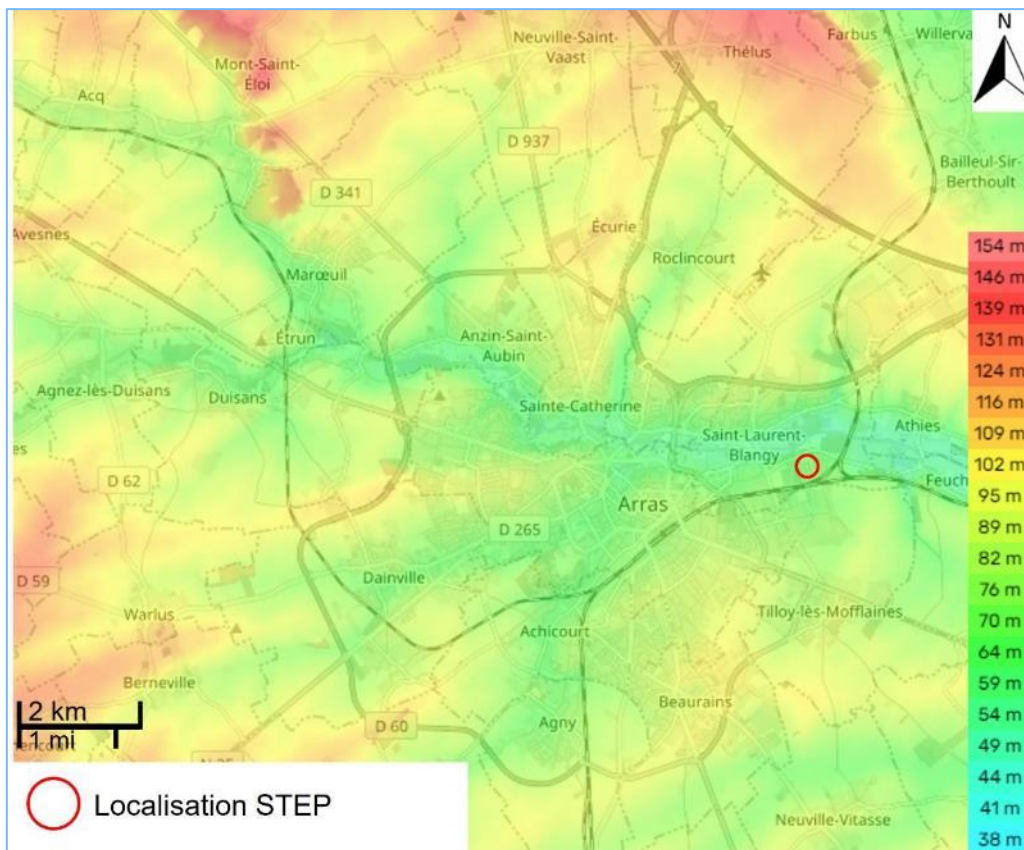 N
Neuville-Saint-
Vaast
Thélus
Farbus
Willerva
Mont-Saint-
Éloi
Acq
7
7
D 937
Bailleul-Sir-
Berthoult
D 341
Avesnes
Écurie
Roclincourt
Marœuil
Étrun
Anzin-Saint-
Aubin
Agnez-lès-Duisans
Duisans
Sainte-Catherine
Saint-Laurent-
Blangy
Athies
es
D 62
Feuch
Arras
D 265
D 59
Dainville
Warlus
Tilloy-lès-Mofflaines
Achicourt
Berneville
Beaurains
D 60
Agny
Neuville-Vitasse
154 m
146 m
139 m
131 m
124 m
116 m
109 m
102 m
95 m
89 m
82 m
76 m
70 m
64 m
59 m
54 m
49 m
44 m
41 m
38 m
2 km
1 mi
Localisation STEP